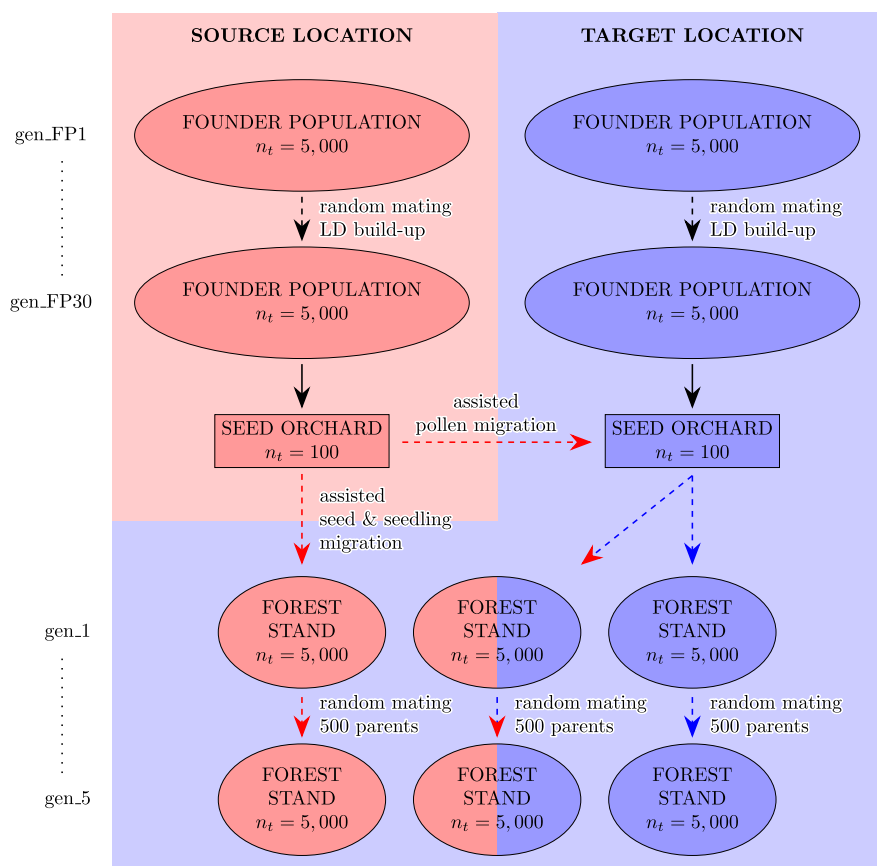 SOURCE LOCATION
TARGET LOCATION
gen_FP1
FOUNDER POPULATION
n_t = 5,000
FOUNDER POPULATION
n_t = 5,000
random mating
LD build-up
random mating
LD build-up
gen_FP30
FOUNDER POPULATION
n_t = 5,000
FOUNDER POPULATION
n_t = 5,000
assisted
pollen migration
SEED ORCHARD
n_t = 100
SEED ORCHARD
n_t = 100
assisted
seed & seedling
migration
gen_1
FOREST
STAND
n_t = 5,000
FOREST
STAND
n_t = 5,000
FOREST
STAND
n_t = 5,000
random mating
500 parents
random mating
500 parents
random mating
500 parents
gen_5
FOREST
STAND
n_t = 5,000
FOREST
STAND
n_t = 5,000
FOREST
STAND
n_t = 5,000